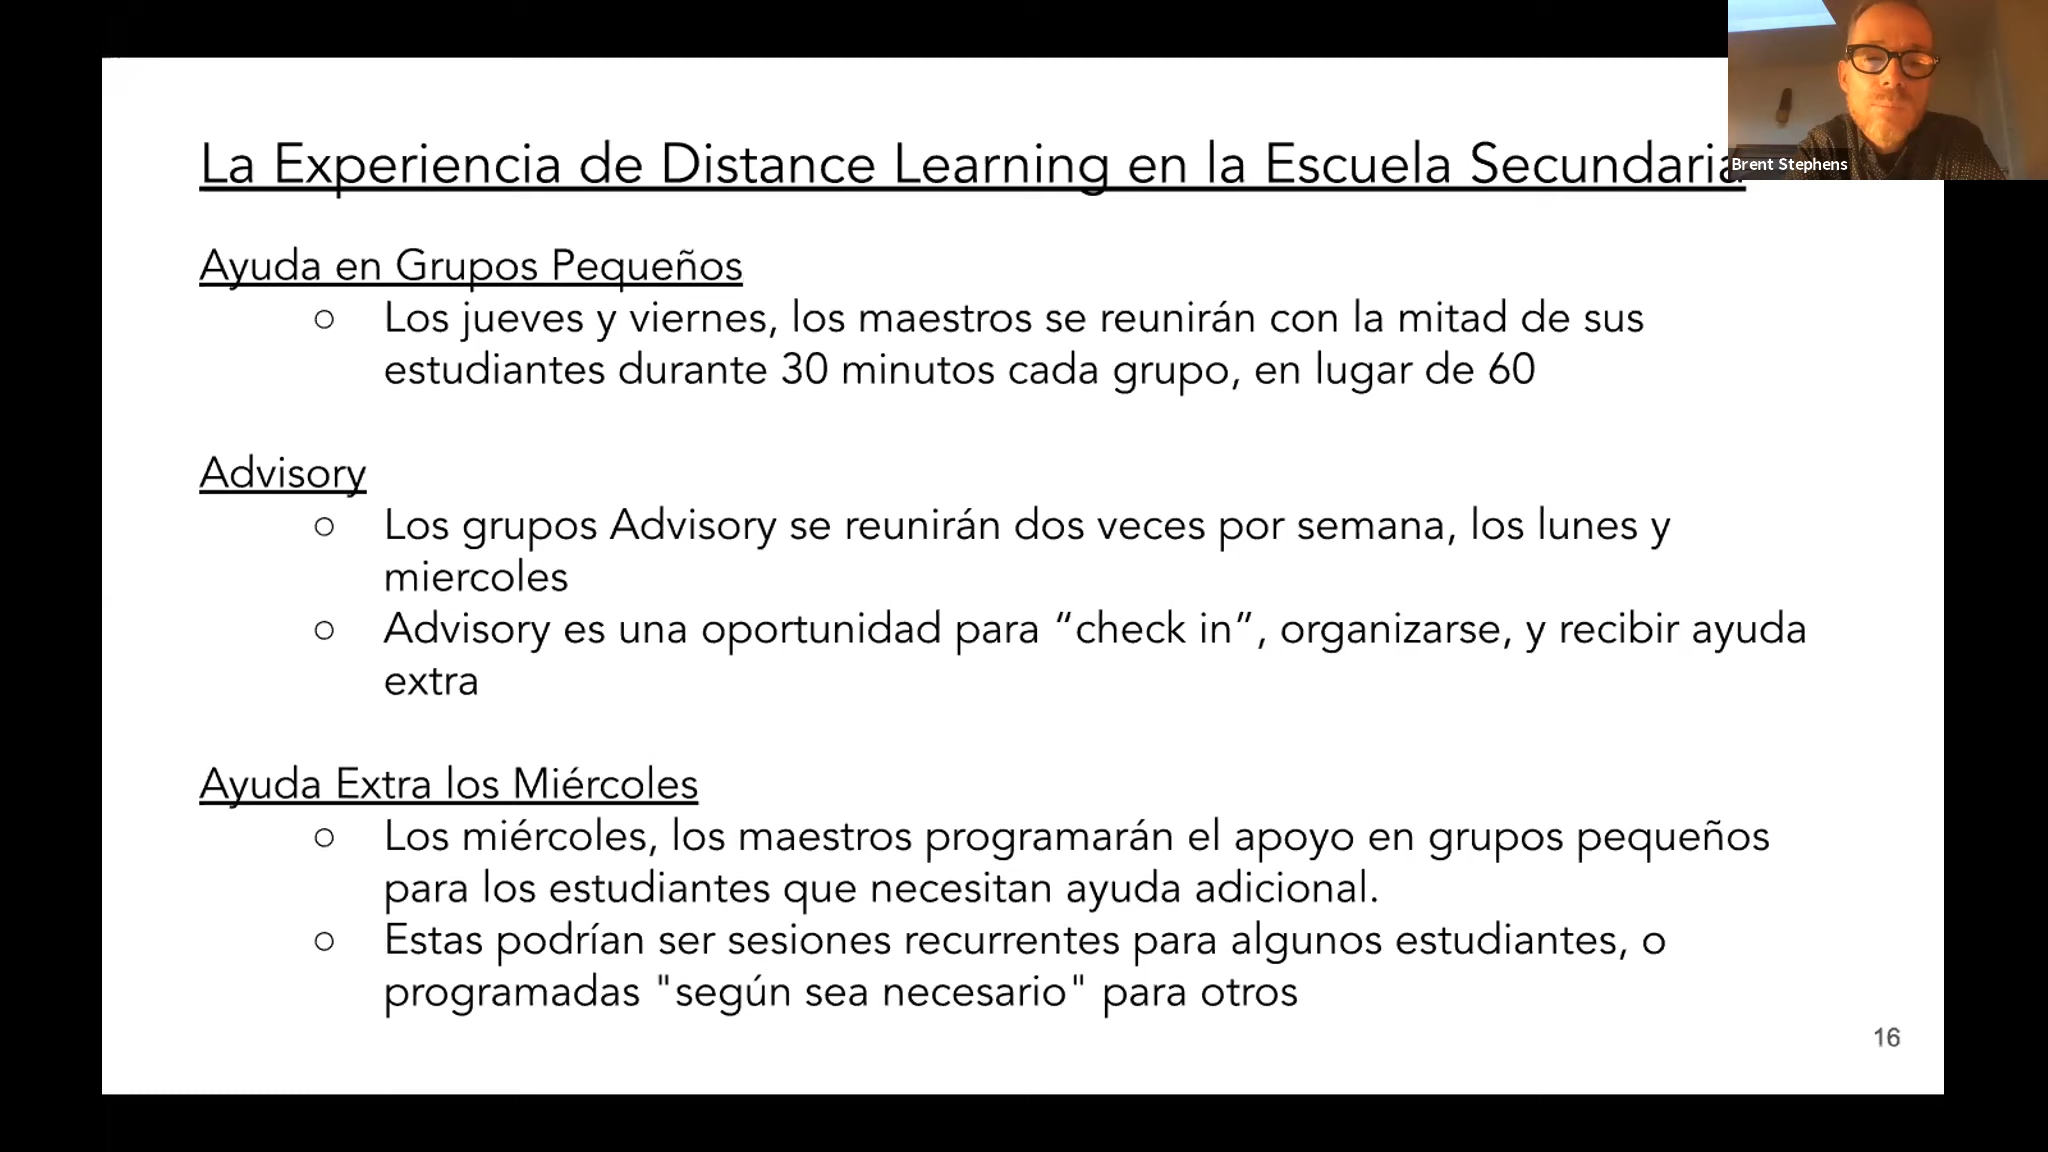 La Experiencia de Distance Learning en la Escuela Secundaria
Brent Stephens
Ayuda en Grupos Pequeños
○ Los jueves y viernes, los maestros se reunirán con la mitad de sus
estudiantes durante 30 minutos cada grupo, en lugar de 60
Advisory
○ Los grupos Advisory se reunirán dos veces por semana, los lunes y
miercoles
○ Advisory es una oportunidad para “check in”, organizarse, y recibir ayuda
extra
Ayuda Extra los Miércoles
○ Los miércoles, los maestros programarán el apoyo en grupos pequeños
para los estudiantes que necesitan ayuda adicional.
○ Estas podrían ser sesiones recurrentes para algunos estudiantes, o
programadas "según sea necesario" para otros
16